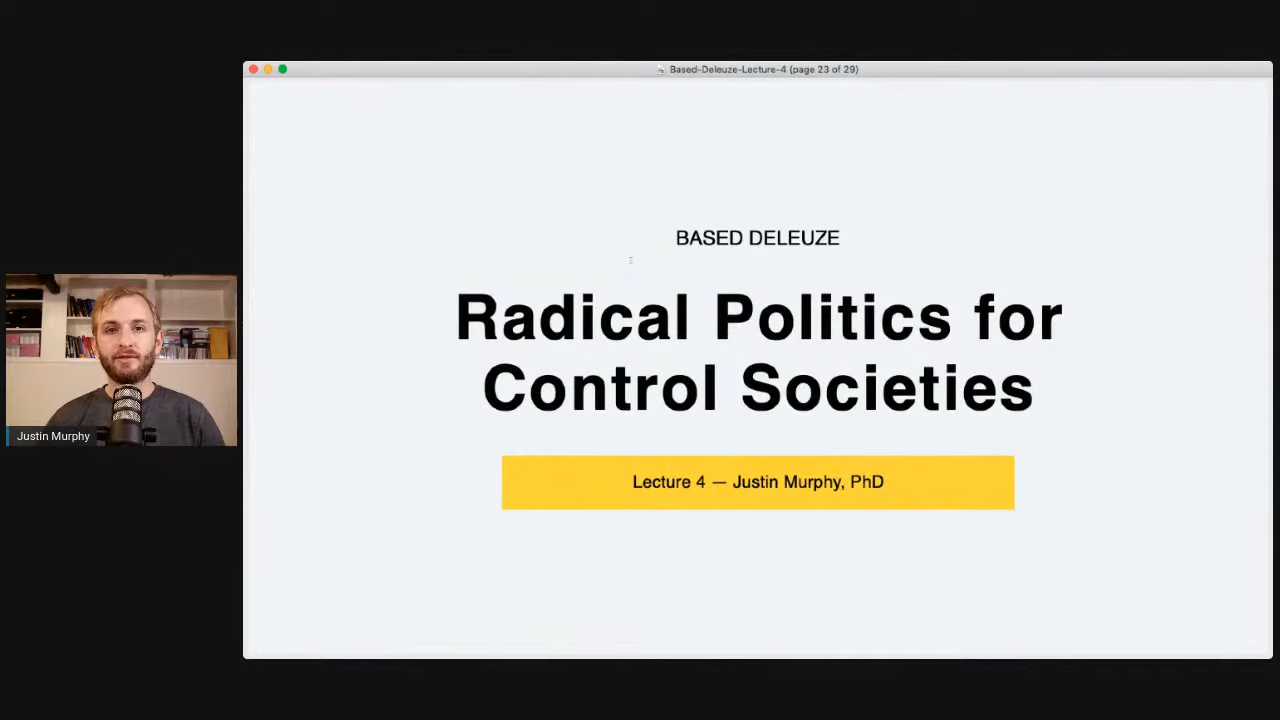 Based-Deleuze-Lecture-4 (page 23 of 29)
BASED DELEUZE
Radical Politics for
Control Societies
Lecture 4 — Justin Murphy, PhD
Justin Murphy